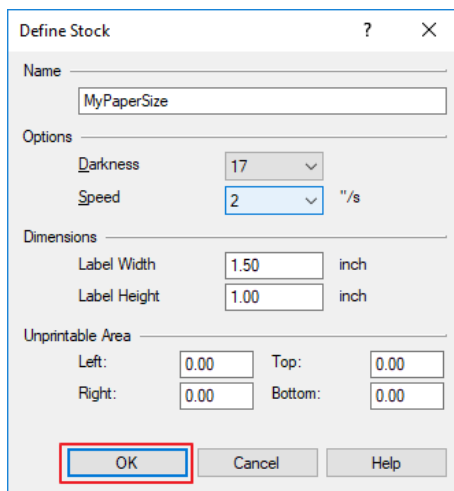 Define Stock ?
Name
MyPaperSize
Options
Darkness 17
Speed 2 "/s
Dimensions
Label Width 1.50 inch
Label Height 1.00 inch
Unprintable Area
Left: 0.00 Top: 0.00
Right: 0.00 Bottom: 0.00
OK Cancel Help